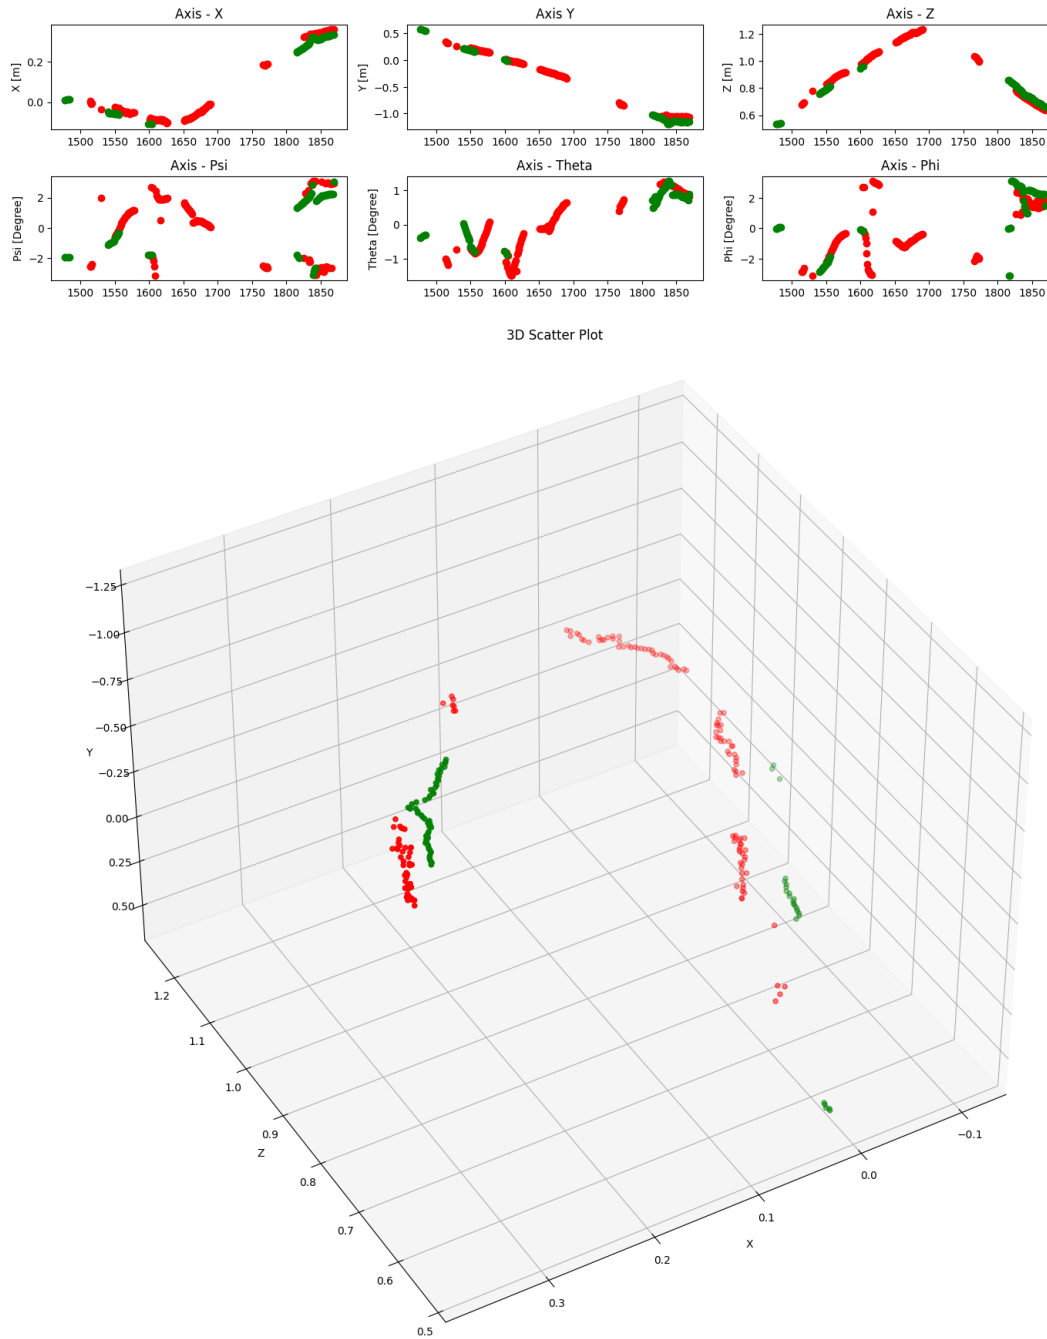 Axis - X
Axis Y
Axis - Z
X [m]
0.2
0.0
1500 1550 1600 1650 1700 1750 1800 1850
Y [m]
0.5
0.0
−0.5
−1.0
1500 1550 1600 1650 1700 1750 1800 1850
Z [m]
1.2
1.0
0.8
0.6
1500 1550 1600 1650 1700 1750 1800 1850
Axis - Psi
Axis - Theta
Axis - Phi
Psi [Degree]
2
0
−2
1500 1550 1600 1650 1700 1750 1800 1850
Theta [Degree]
1
0
−1
1500 1550 1600 1650 1700 1750 1800 1850
Phi [Degree]
2
0
−2
1500 1550 1600 1650 1700 1750 1800 1850
3D Scatter Plot
−1.25
−1.00
−0.75
−0.50
Y
−0.25
0.00
0.25
0.50
1.2
1.1
1.0
0.9
Z
0.8
0.7
0.6
0.5
−0.1
0.0
0.1
X
0.2
0.3